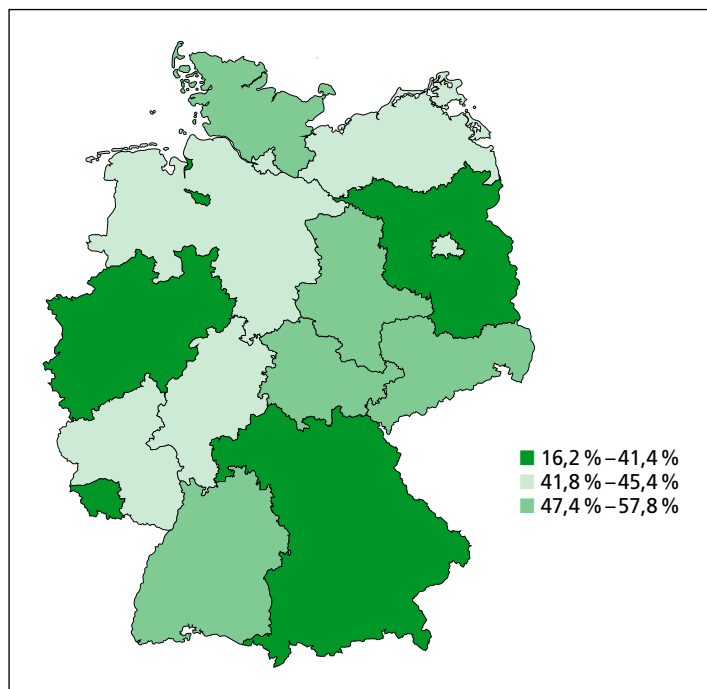 16,2 % – 41,4 %
41,8 % – 45,4 %
47,4 % – 57,8 %